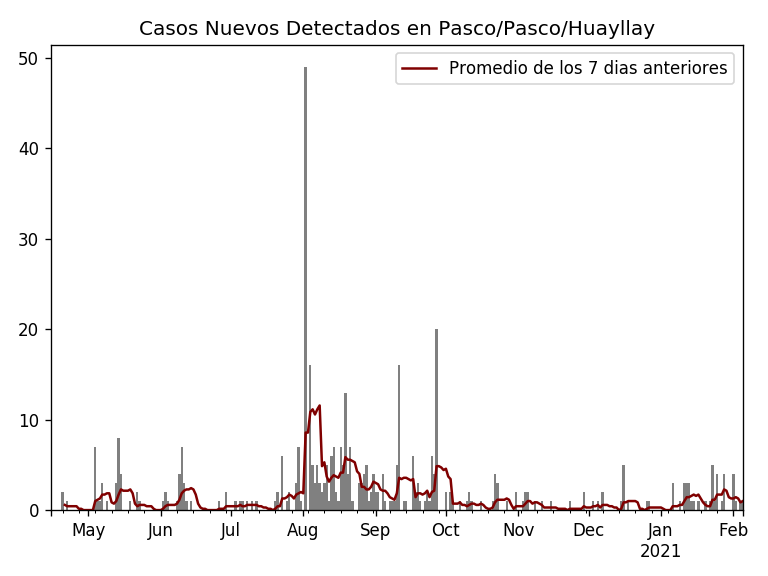 Casos Nuevos Detectados en Pasco/Pasco/Huayllay
Promedio de los 7 dias anteriores
50
40
30
20
10
0
May Jun Jul Aug Sep Oct Nov Dec Jan Feb
2021